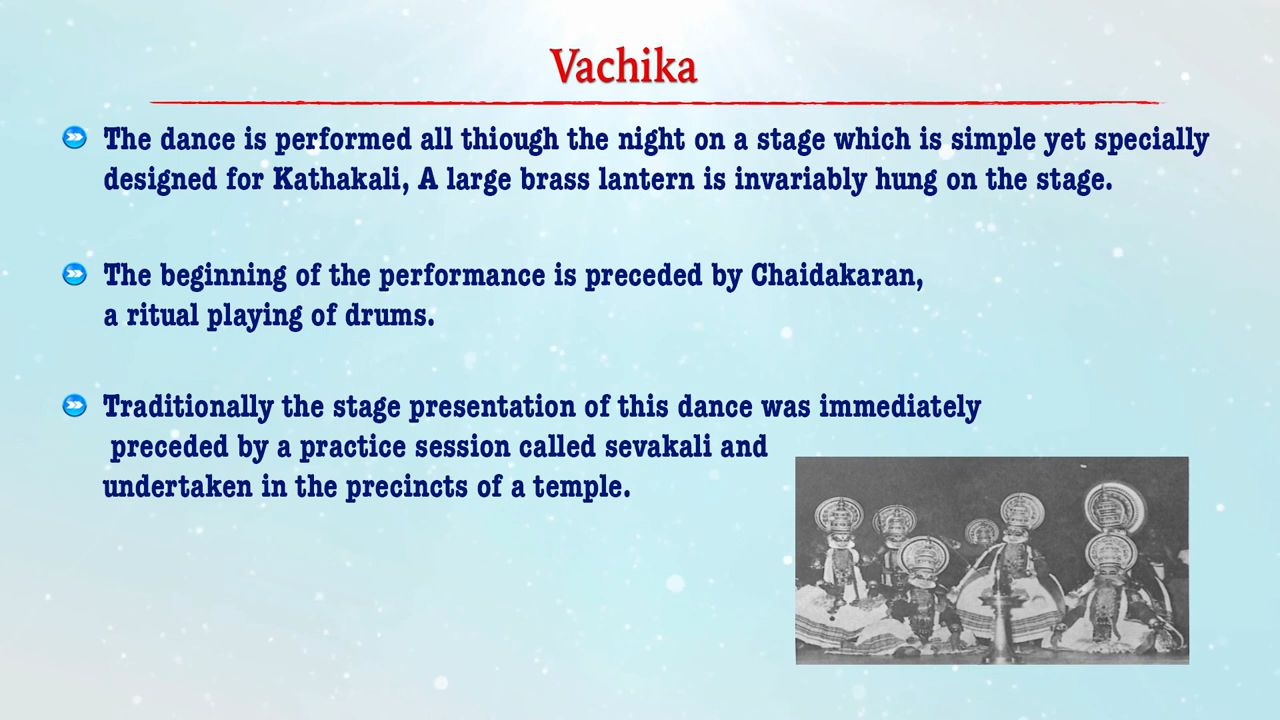 Vachika
The dance is performed all thiough the night on a stage which is simple yet specially
designed for Kathakali, A large brass lantern is invariably hung on the stage.
The beginning of the performance is preceded by Chaidakaran,
a ritual playing of drums.
Traditionally the stage presentation of this dance was immediately
preceded by a practice session called sevakali and
undertaken in the precincts of a temple.